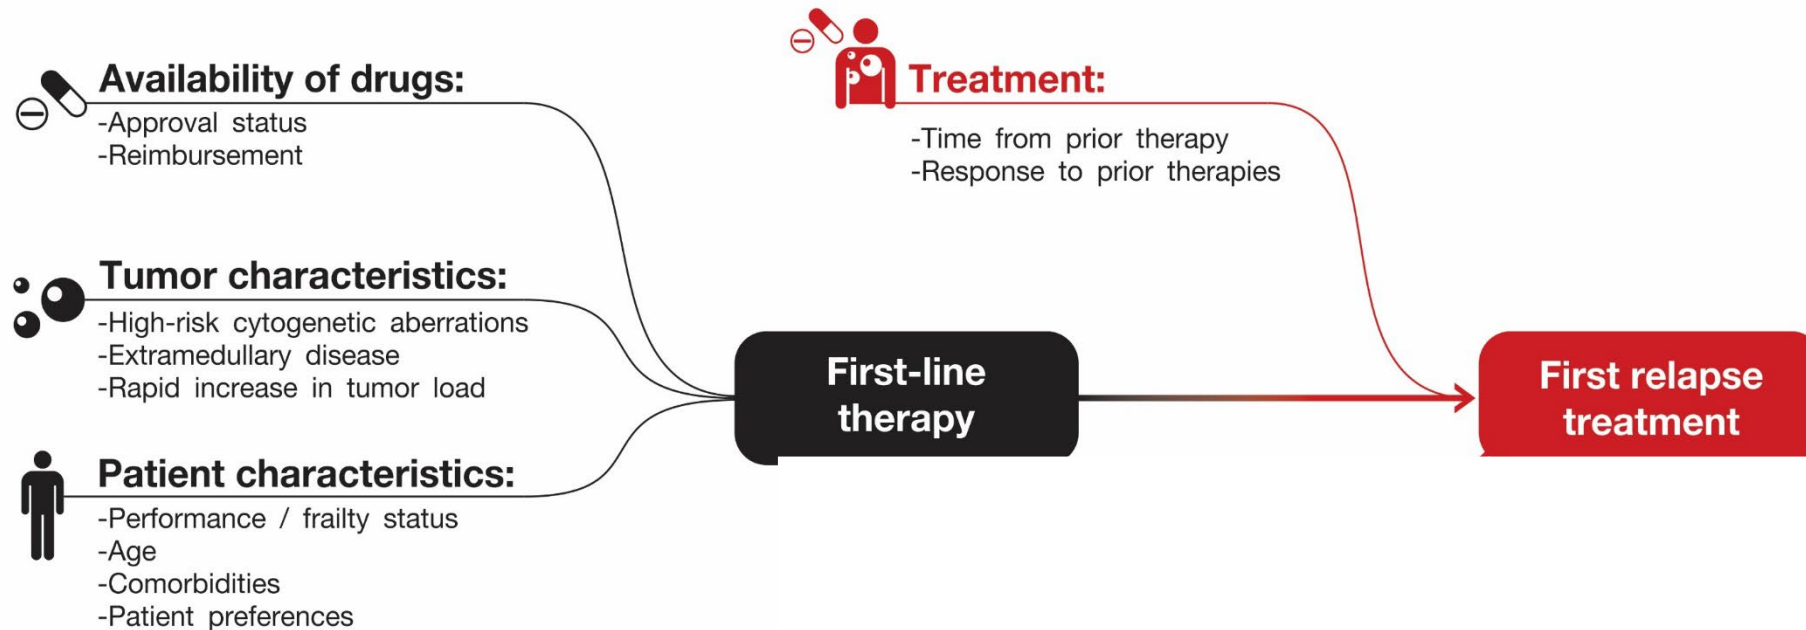 Availability of drugs:
-Approval status
-Reimbursement
Tumor characteristics:
-High-risk cytogenetic aberrations
-Extramedullary disease
-Rapid increase in tumor load
Patient characteristics:
-Performance / frailty status
-Age
-Comorbidities
-Patient preferences
First-line
therapy
Treatment:
-Time from prior therapy
-Response to prior therapies
First relapse
treatment